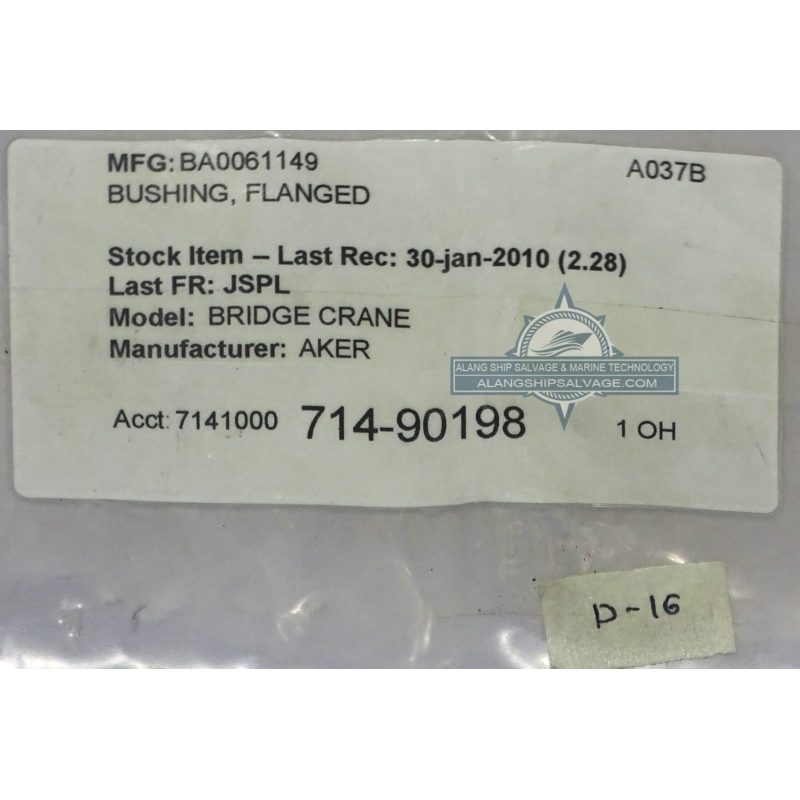 MFG: BA0061149 A037B
BUSHING, FLANGED
Stock Item – Last Rec: 30-jan-2010 (2.28)
Last FR: JSPL
Model: BRIDGE CRANE
Manufacturer: AKER
ALANG SHIP SALVAGE & MARINE TECHNOLOGY
ALANGSHIPSALVAGE.COM
Acct: 7141000 714-90198 1 OH
D-16